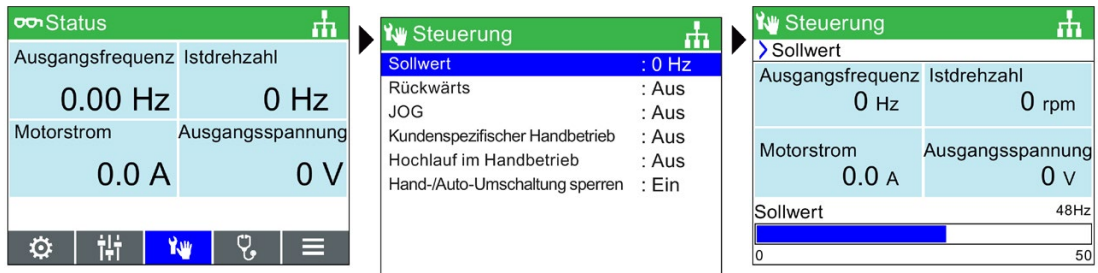 Status
Ausgangsfrequenz Istdrehzahl
0.00 Hz 0 Hz
Motorstrom Ausgangsspannung
0.0 A 0 V
Steuerung
Sollwert : 0 Hz
Rückwärts : Aus
JOG : Aus
Kundenspezifischer Handbetrieb : Aus
Hochlauf im Handbetrieb : Aus
Hand-/Auto-Umschaltung sperren : Ein
Steuerung
Sollwert
Ausgangsfrequenz Istdrehzahl
0 Hz 0 rpm
Motorstrom Ausgangsspannung
0.0 A 0 V
Sollwert 48Hz
0 50